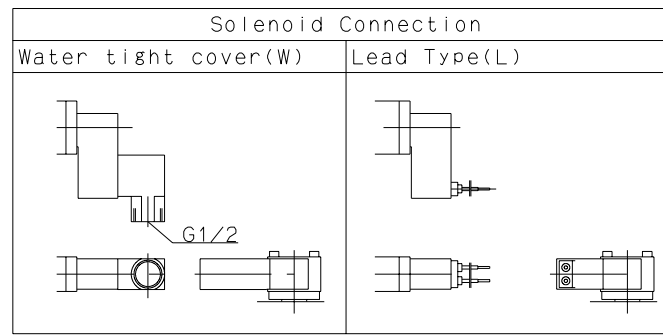 Solenoid Connection
Water tight cover(W)
Lead Type(L)
G1/2